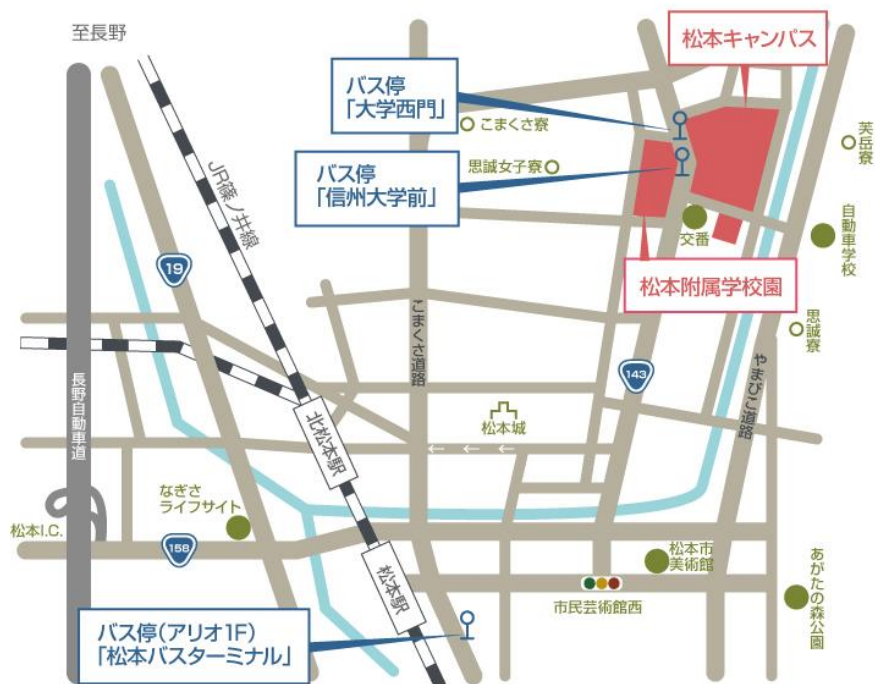 至長野
松本キャンパス
バス停
「大学西門」
こまくさ寮
思誠女子寮
バス停
「信州大学前」
芙岳寮
JR篠ノ井線
交番
自動車学校
19
松本附属学校園
こまくさ道路
思誠寮
143
やまびこ道路
長野自動車道
松本城
← ← ←
北松本駅
なぎさ
ライフサイト
松本I.C.
158
松本市
美術館
松本駅
市民芸術館西
あがたの森公園
バス停(アリオ1F)
「松本バスターミナル」